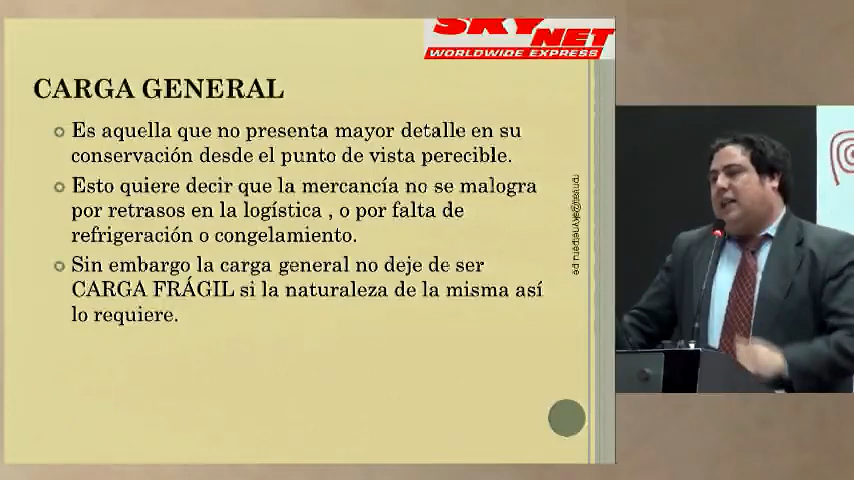 SKY
NET
WORLDWIDE EXPRESS
CARGA GENERAL
Es aquella que no presenta mayor detalle en su
conservación desde el punto de vista perecible.
Esto quiere decir que la mercancía no se malogra
por retrasos en la logística , o por falta de
refrigeración o congelamiento.
Sin embargo la carga general no deje de ser
CARGA FRÁGIL si la naturaleza de la misma así
lo requiere.